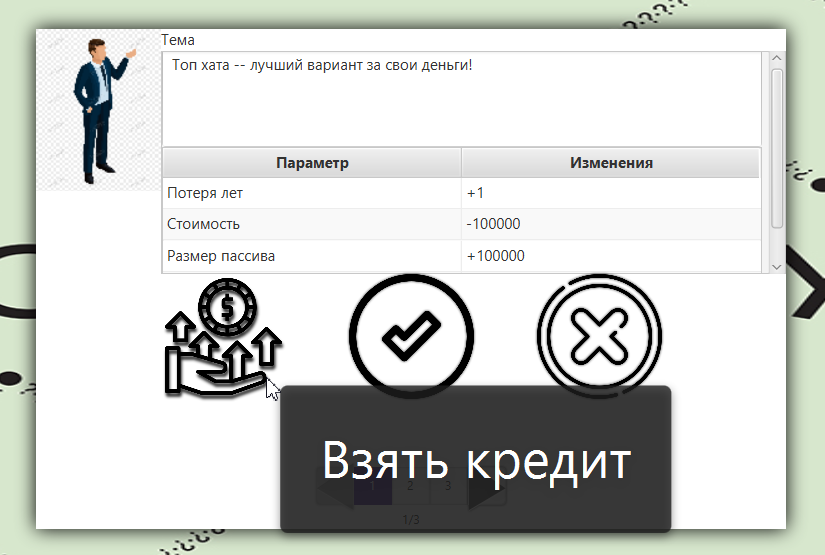 Тема
Топ хата -- лучший вариант за свои деньги!
Параметр Изменения
Потеря лет +1
Стоимость -100000
Размер пассива +100000
$
Взять кредит
1 2 3
1/3